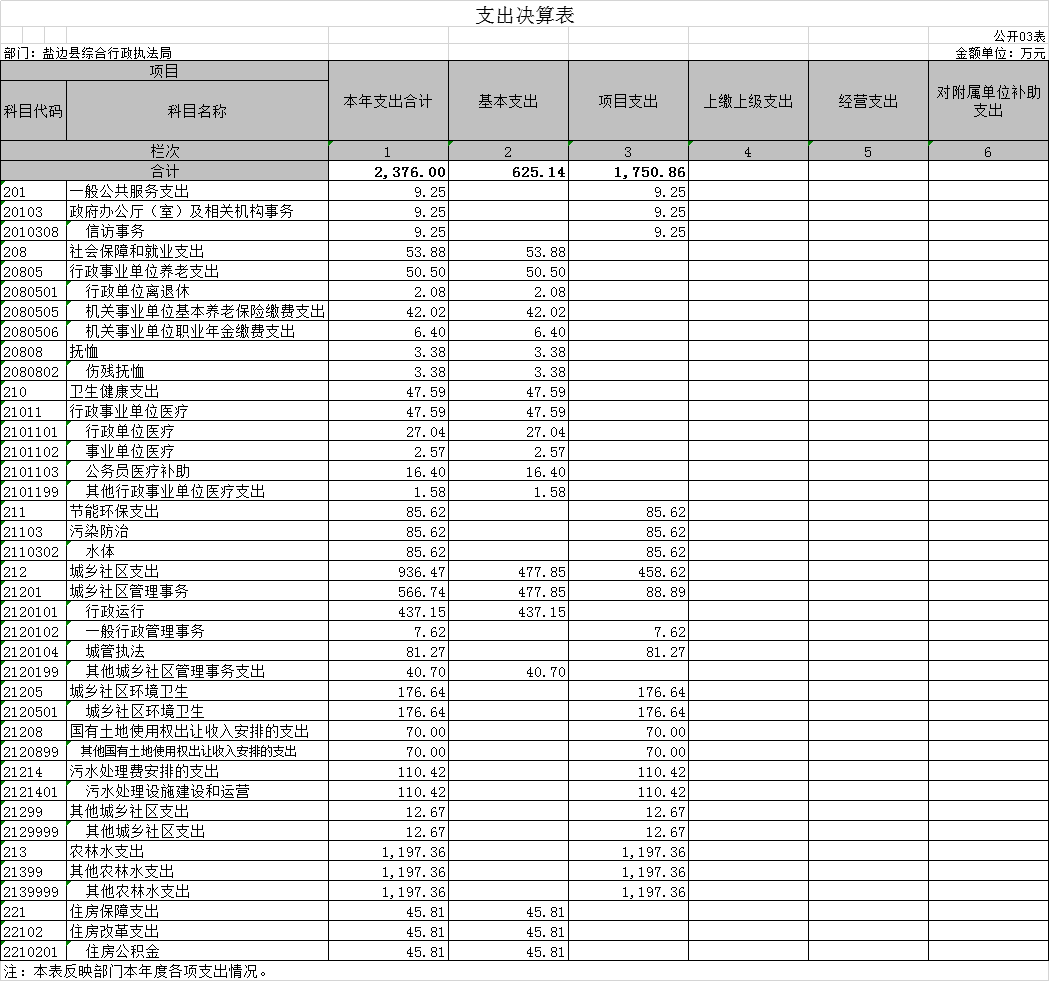 支出决算表
公开03表
部门：盐边县综合行政执法局 金额单位：万元
项目 本年支出合计 基本支出 项目支出 上缴上级支出 经营支出 对附属单位补助支出
科目代码 科目名称
栏次 1 2 3 4 5 6
合计 2,376.00 625.14 1,750.86
201 一般公共服务支出 9.25 9.25
20103 政府办公厅（室）及相关机构事务 9.25 9.25
2010308 信访事务 9.25 9.25
208 社会保障和就业支出 53.88 53.88
20805 行政事业单位养老支出 50.50 50.50
2080501 行政单位离退休 2.08 2.08
2080505 机关事业单位基本养老保险缴费支出 42.02 42.02
2080506 机关事业单位职业年金缴费支出 6.40 6.40
20808 抚恤 3.38 3.38
2080802 伤残抚恤 3.38 3.38
210 卫生健康支出 47.59 47.59
21011 行政事业单位医疗 47.59 47.59
2101101 行政单位医疗 27.04 27.04
2101102 事业单位医疗 2.57 2.57
2101103 公务员医疗补助 16.40 16.40
2101199 其他行政事业单位医疗支出 1.58 1.58
211 节能环保支出 85.62 85.62
21103 污染防治 85.62 85.62
2110302 水体 85.62 85.62
212 城乡社区支出 936.47 477.85 458.62
21201 城乡社区管理事务 566.74 477.85 88.89
2120101 行政运行 437.15 437.15
2120102 一般行政管理事务 7.62 7.62
2120104 城管执法 81.27 81.27
2120199 其他城乡社区管理事务支出 40.70 40.70
21205 城乡社区环境卫生 176.64 176.64
2120501 城乡社区环境卫生 176.64 176.64
21208 国有土地使用权出让收入安排的支出 70.00 70.00
2120899 其他国有土地使用权出让收入安排的支出 70.00 70.00
21214 污水处理费安排的支出 110.42 110.42
2121401 污水处理设施建设和运营 110.42 110.42
21299 其他城乡社区支出 12.67 12.67
2129999 其他城乡社区支出 12.67 12.67
213 农林水支出 1,197.36 1,197.36
21399 其他农林水支出 1,197.36 1,197.36
2139999 其他农林水支出 1,197.36 1,197.36
221 住房保障支出 45.81 45.81
22102 住房改革支出 45.81 45.81
2210201 住房公积金 45.81 45.81
注：本表反映部门本年度各项支出情况。